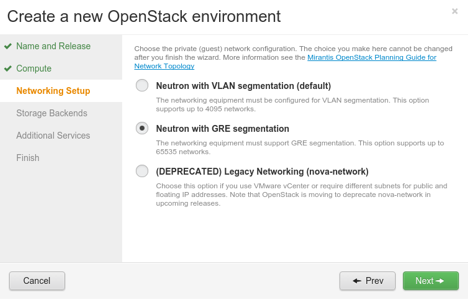 Create a new OpenStack environment
×
Name and Release
Compute
Networking Setup
Storage Backends
Additional Services
Finish
Choose the private (guest) network configuration. The choice you make here cannot be changed
after you finish the wizard. More information see the Mirantis OpenStack Planning Guide for
Network Topology
Neutron with VLAN segmentation (default)
The networking equipment must be configured for VLAN segmentation. This option
supports up to 4095 networks.
Neutron with GRE segmentation
The networking equipment must support GRE segmentation. This option supports up to
65535 networks.
(DEPRECATED) Legacy Networking (nova-network)
Choose this option if you use VMware vCenter or require different subnets for public and
floating IP addresses. Note that OpenStack is moving to deprecate nova-network in
upcoming releases.
Cancel
Prev
Next